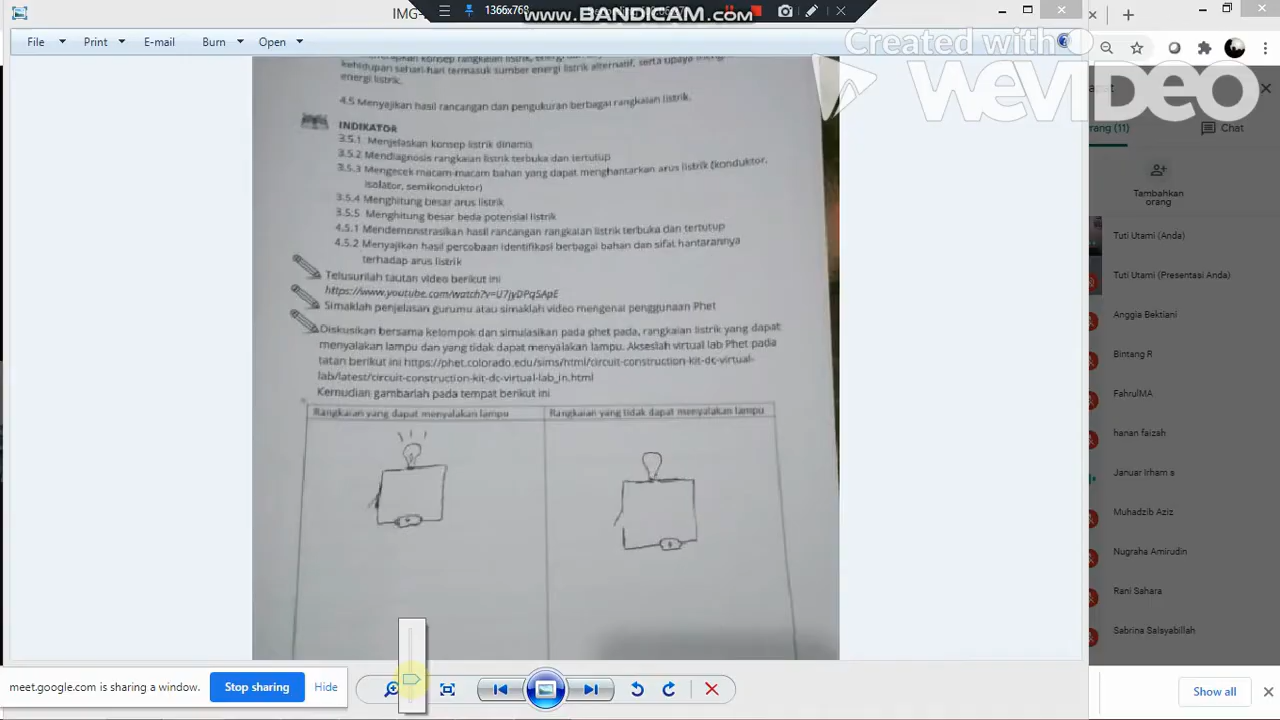 IMG-
1366x768
www.BANDICAM.com
File Print E-mail Burn Open
Created with
WEVIDEO
kehidupan sehari-hari termasuk sumber energi listrik alternatif, serta upaya
energi listrik.
4.5 Menyajikan hasil rancangan dan pengukuran berbagai rangkaian listrik.
INDIKATOR
3.5.1 Menjelaskan konsep listrik dinamis
3.5.2 Mendiagnosis rangkaian listrik terbuka dan tertutup
3.5.3 Mengecek macam-macam bahan yang dapat menghantarkan arus listrik (konduktor,
isolator, semikonduktor)
3.5.4 Menghitung besar arus listrik
3.5.5 Menghitung besar beda potensial listrik
4.5.1 Mendemonstrasikan hasil rancangan rangkaian listrik terbuka dan tertutup
4.5.2 Menyajikan hasil percobaan identifikasi berbagai bahan dan sifat hantarannya
terhadap arus listrik
Telusurilah tautan video berikut ini
https://www.youtube.com/watch?v=U7jyDPqSApE
Simaklah penjelasan gurumu atau simaklah video mengenai penggunaan Phet
Diskusikan bersama kelompok dan simulasikan pada phet pada, rangkaian listrik yang dapat
menyalakan lampu dan yang tidak dapat menyalakan lampu. Akseslah virtual lab Phet pada
tatan berikut ini https://phet.colorado.edu/sims/html/circuit-construction-kit-dc-virtual-
lab/latest/circuit-construction-kit-dc-virtual-lab_in.html
Kemudian gambarlah pada tempat berikut ini
Rangkaian yang dapat menyalakan lampu
Rangkaian yang tidak dapat menyalakan lampu
rang (11)
Chat
Tambahkan
orang
Tuti Utami (Anda)
Tuti Utami (Presentasi Anda)
Anggia Bektiani
Bintang R
FahrulMA
hanan faizah
Januar Irham s
Muhadzib Aziz
Nugraha Amirudin
Rani Sahara
Sabrina Salsyabillah
meet.google.com is sharing a window.
Stop sharing
Hide
Show all